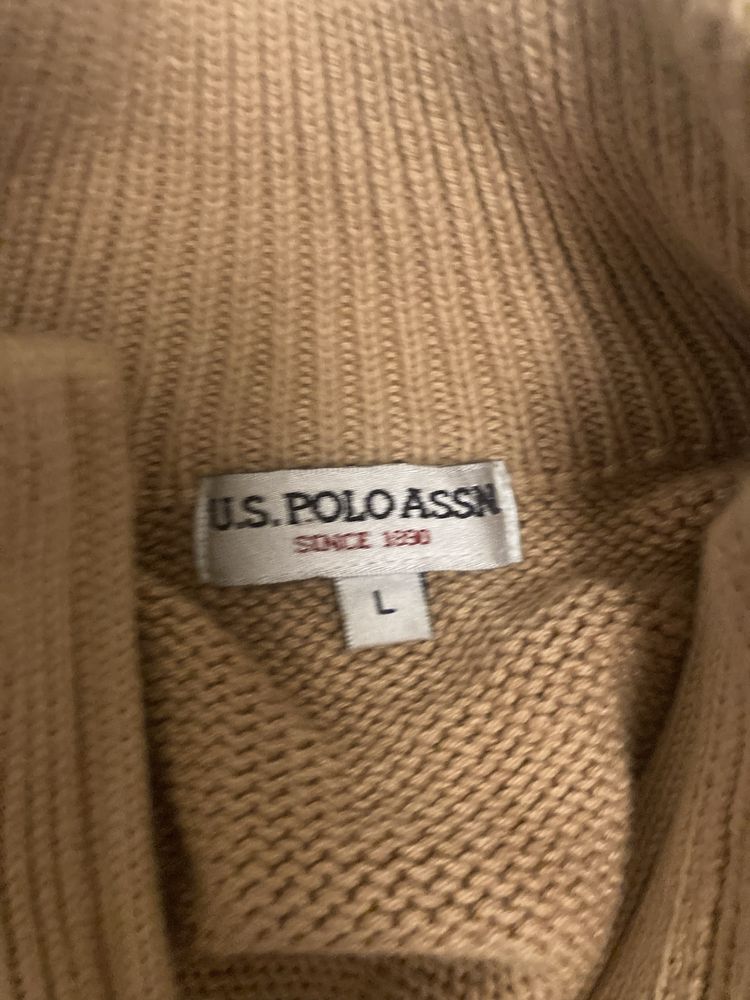 U.S. POLO ASSN.
SINCE 1890
L